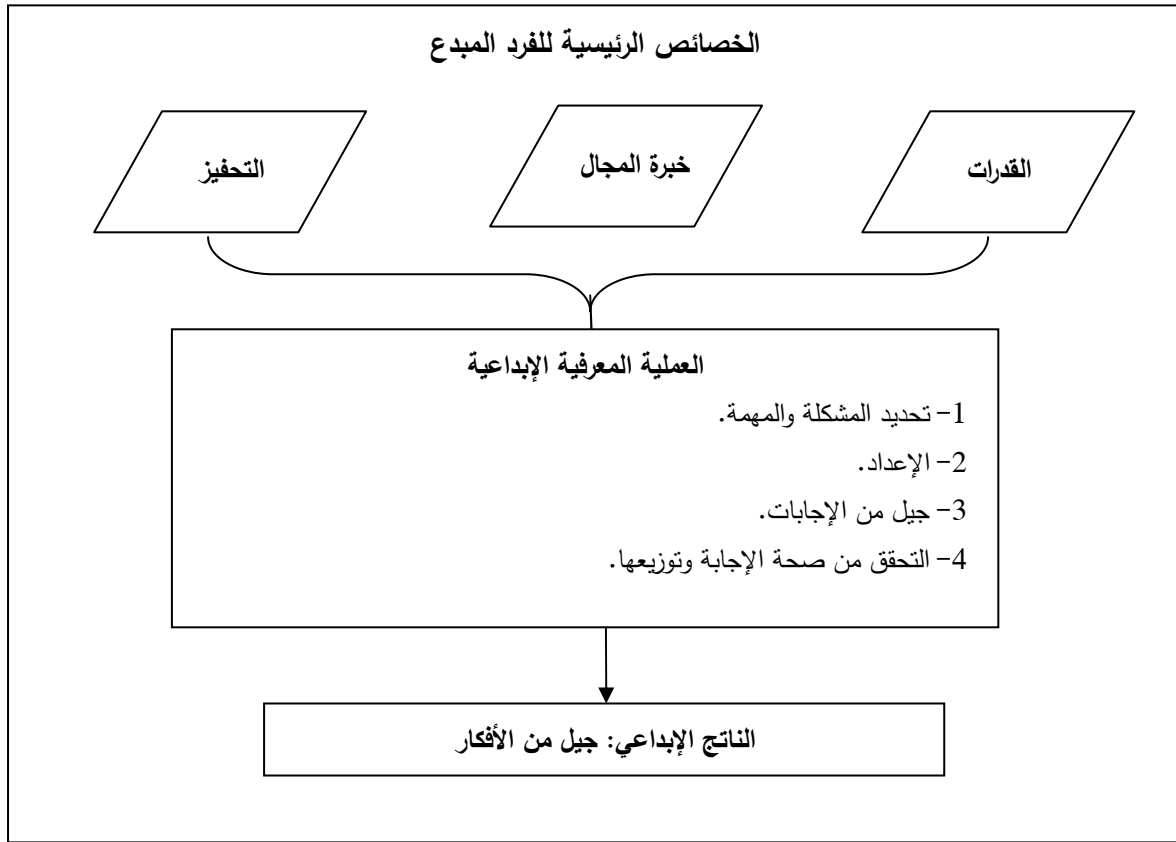 الخصائص الرئيسية للفرد المبدع
القدرات
خبرة المجال
التحفيز
العملية المعرفية الإبداعية
1- تحديد المشكلة والمهمة.
2- الإعداد.
3- جيل من الإجابات.
4- التحقق من صحة الإجابة وتوزيعها.
الناتج الإبداعي: جيل من الأفكار